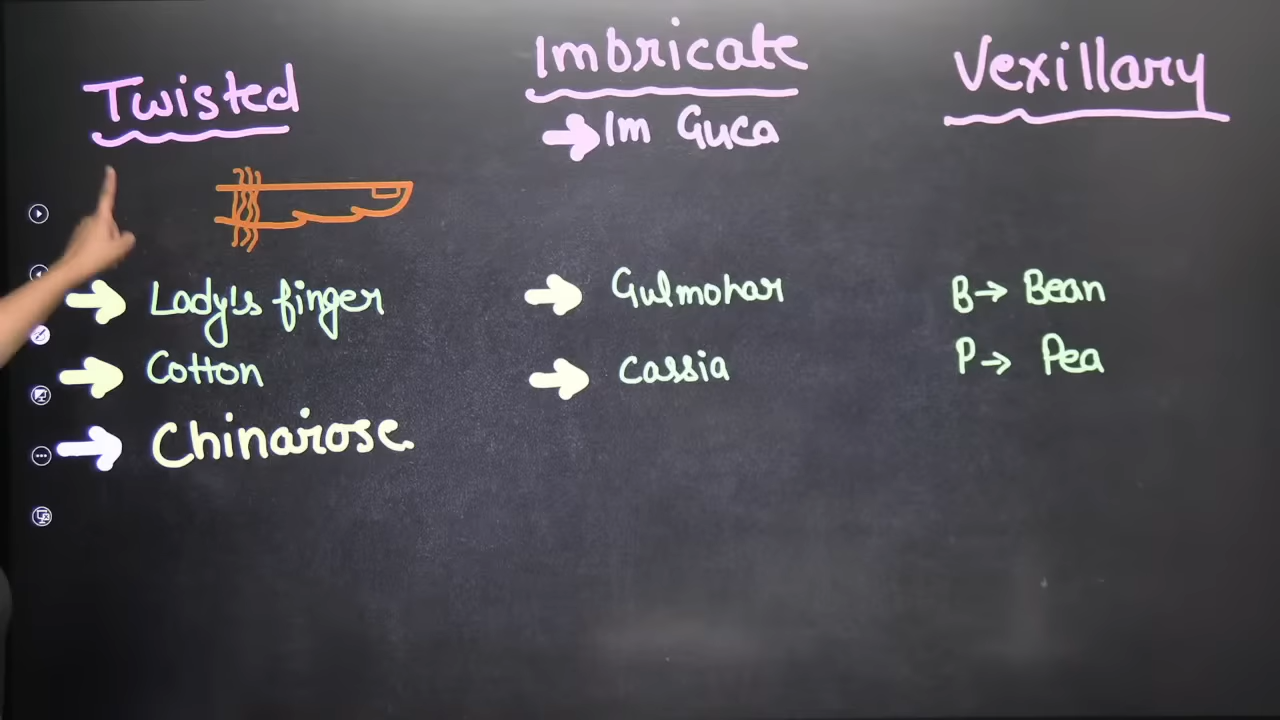 Twisted
Lady's finger
Cotton
Chinarose
Imbricate
Im Guca
Gulmohar
Cassia
Vexillary
B→ Bean
P→ Pea